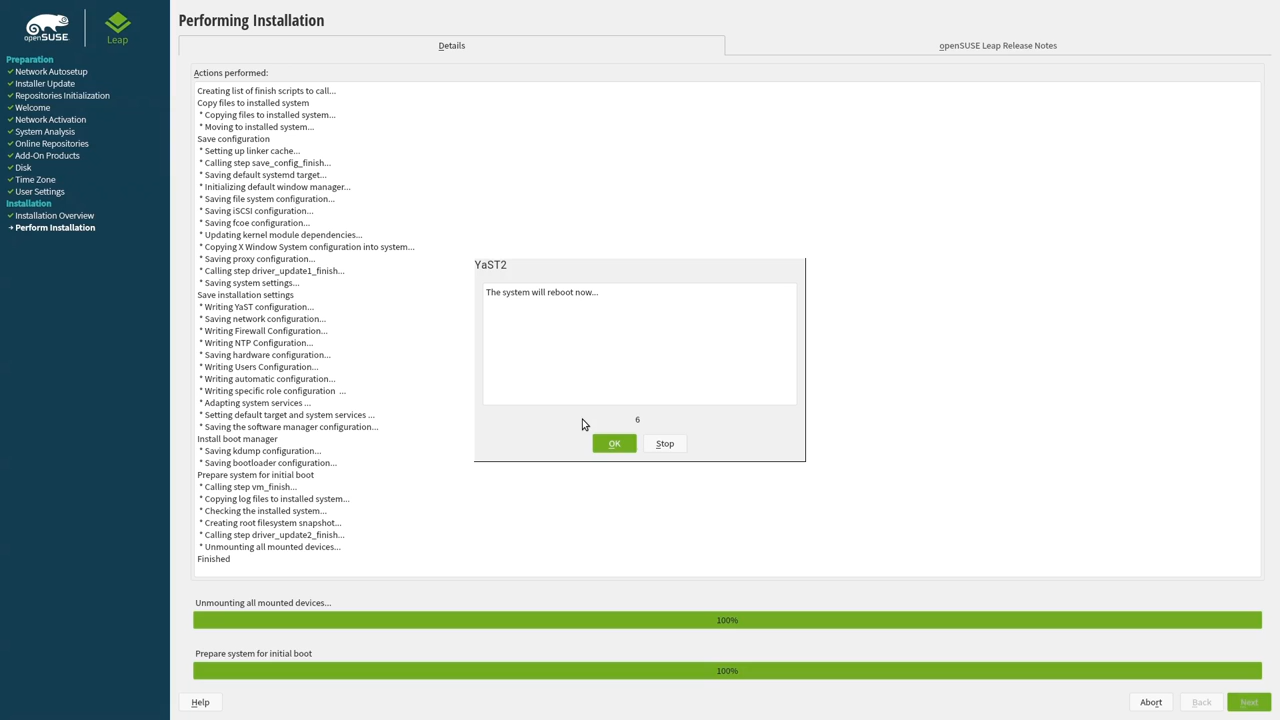 openSUSE
Leap
Preparation
Network Autosetup
Installer Update
Repositories Initialization
Welcome
Network Activation
System Analysis
Online Repositories
Add-On Products
Disk
Time Zone
User Settings
Installation
Installation Overview
Perform Installation
Performing Installation
Details
openSUSE Leap Release Notes
Actions performed:
Creating list of finish scripts to call...
Copy files to installed system
* Copying files to installed system...
* Moving to installed system...
Save configuration
* Setting up linker cache...
* Calling step save_config_finish...
* Saving default systemd target...
* Initializing default window manager...
* Saving file system configuration...
* Saving iSCSI configuration...
* Saving fcoe configuration...
* Updating kernel module dependencies...
* Copying X Window System configuration into system...
* Saving proxy configuration...
* Calling step driver_update1_finish...
* Saving system settings...
Save installation settings
* Writing YaST configuration...
* Saving network configuration...
* Writing Firewall Configuration...
* Writing NTP Configuration...
* Saving hardware configuration...
* Writing Users Configuration...
* Writing automatic configuration...
* Writing specific role configuration ...
* Adapting system services ...
* Setting default target and system services ...
* Saving the software manager configuration...
Install boot manager
* Saving kdump configuration...
* Saving bootloader configuration...
Prepare system for initial boot
* Calling step vm_finish...
* Copying log files to installed system...
* Checking the installed system...
* Creating root filesystem snapshot...
* Calling step driver_update2_finish...
* Unmounting all mounted devices...
Finished
YaST2
The system will reboot now...
6
OK
Stop
Unmounting all mounted devices...
100%
Prepare system for initial boot
100%
Help
Abort
Back
Next